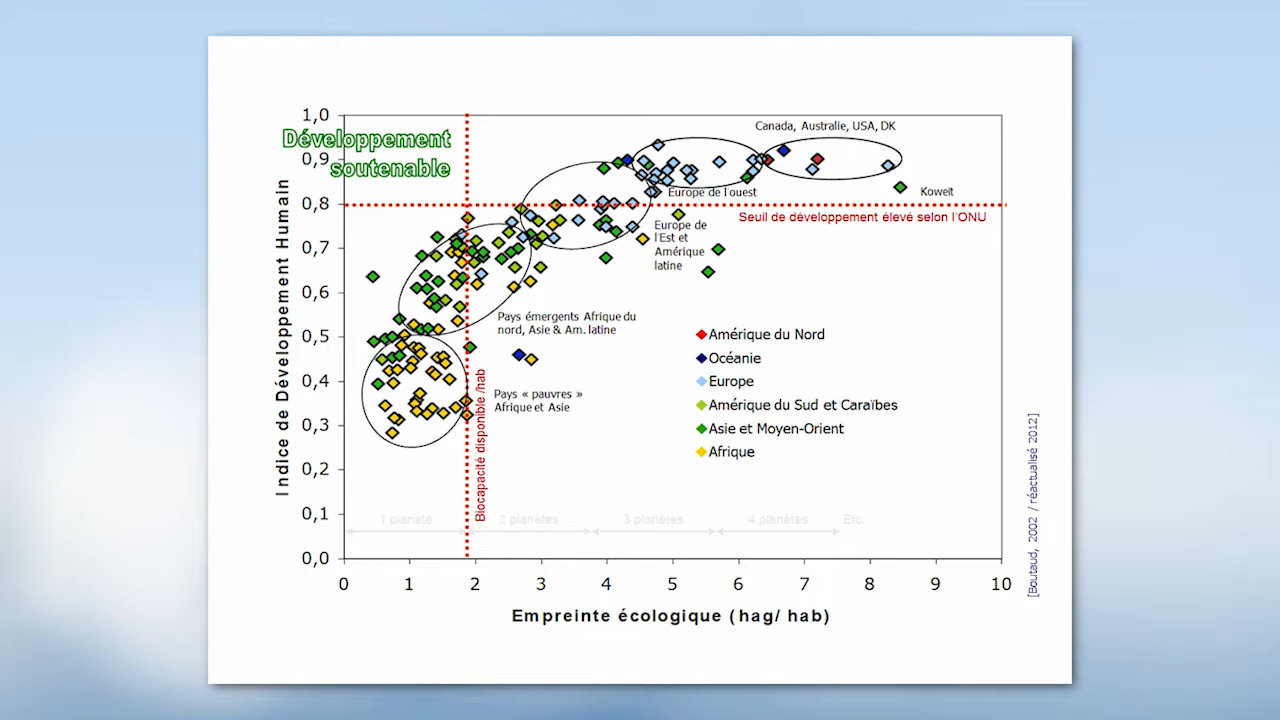 Développement
soutenable
Canada, Australie, USA, DK
Koweit
Europe de l'ouest
Seuil de développement élevé selon l'ONU
Europe de
l'Est et
Amérique
latine
Pays émergents Afrique du
nord, Asie & Am. latine
Pays « pauvres »
Afrique et Asie
Biocapacité disponible /hab
Amérique du Nord
Océanie
Europe
Amérique du Sud et Caraïbes
Asie et Moyen-Orient
Afrique
1 planète
2 planètes
3 planètes
4 planètes
Etc.
Indice de Développement Humain
1,0
0,9
0,8
0,7
0,6
0,5
0,4
0,3
0,2
0,1
0,0
0 1 2 3 4 5 6 7 8 9 10
Empreinte écologique (hag/ hab)
[Boutaud, 2002 / réactualisé 2012]